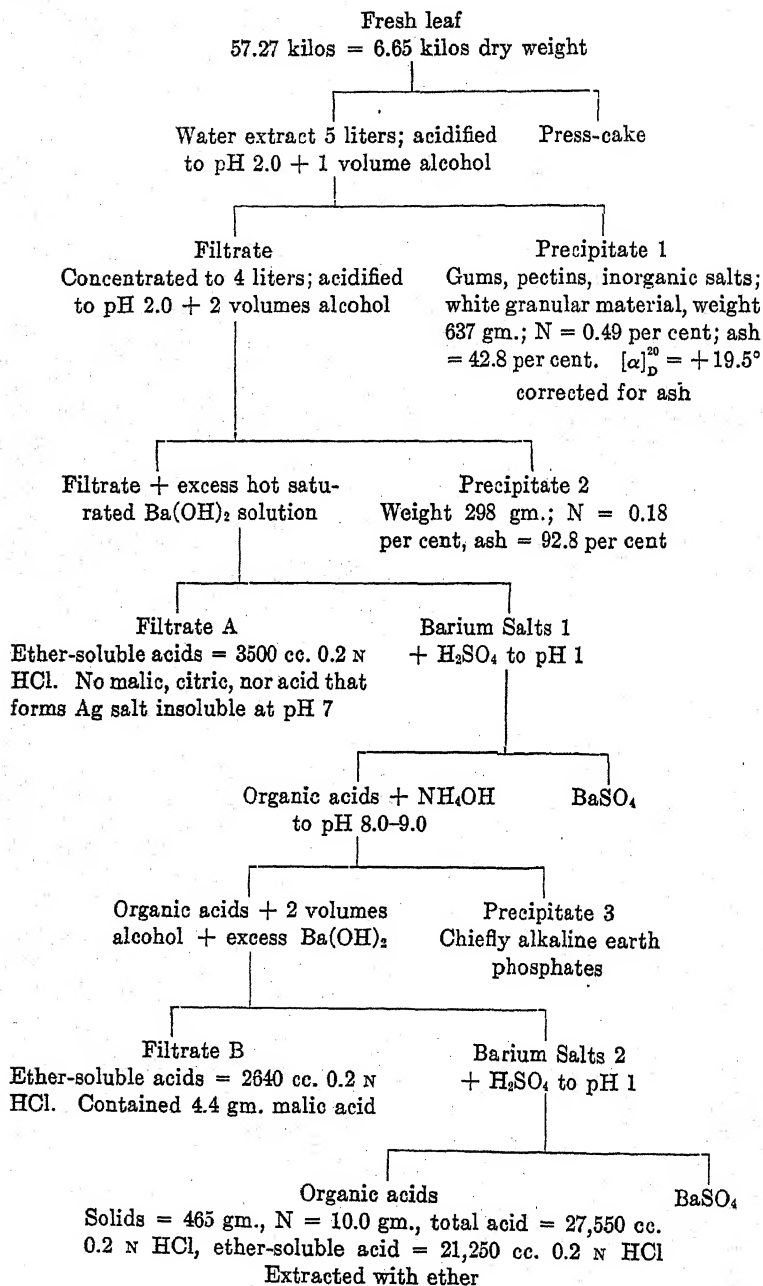 Fresh leaf
57.27 kilos = 6.65 kilos dry weight
Water extract 5 liters; acidified
to pH 2.0 + 1 volume alcohol
Press-cake
Filtrate
Concentrated to 4 liters; acidified
to pH 2.0 + 2 volumes alcohol
Precipitate 1
Gums, pectins, inorganic salts;
white granular material, weight
637 gm.; N = 0.49 per cent; ash
= 42.8 per cent. [α]²⁰_D = +19.5°
corrected for ash
Filtrate + excess hot satu-
rated Ba(OH)₂ solution
Precipitate 2
Weight 298 gm.; N = 0.18
per cent, ash = 92.8 per cent
Filtrate A
Ether-soluble acids = 3500 cc. 0.2 N
HCl. No malic, citric, nor acid that
forms Ag salt insoluble at pH 7
Barium Salts 1
+ H₂SO₄ to pH 1
Organic acids + NH₄OH
to pH 8.0–9.0
BaSO₄
Organic acids + 2 volumes
alcohol + excess Ba(OH)₂
Precipitate 3
Chiefly alkaline earth
phosphates
Filtrate B
Ether-soluble acids = 2640 cc. 0.2 N
HCl. Contained 4.4 gm. malic acid
Barium Salts 2
+ H₂SO₄ to pH 1
Organic acids
Solids = 465 gm., N = 10.0 gm., total acid = 27,550 cc.
0.2 N HCl, ether-soluble acid = 21,250 cc. 0.2 N HCl
Extracted with ether
BaSO₄